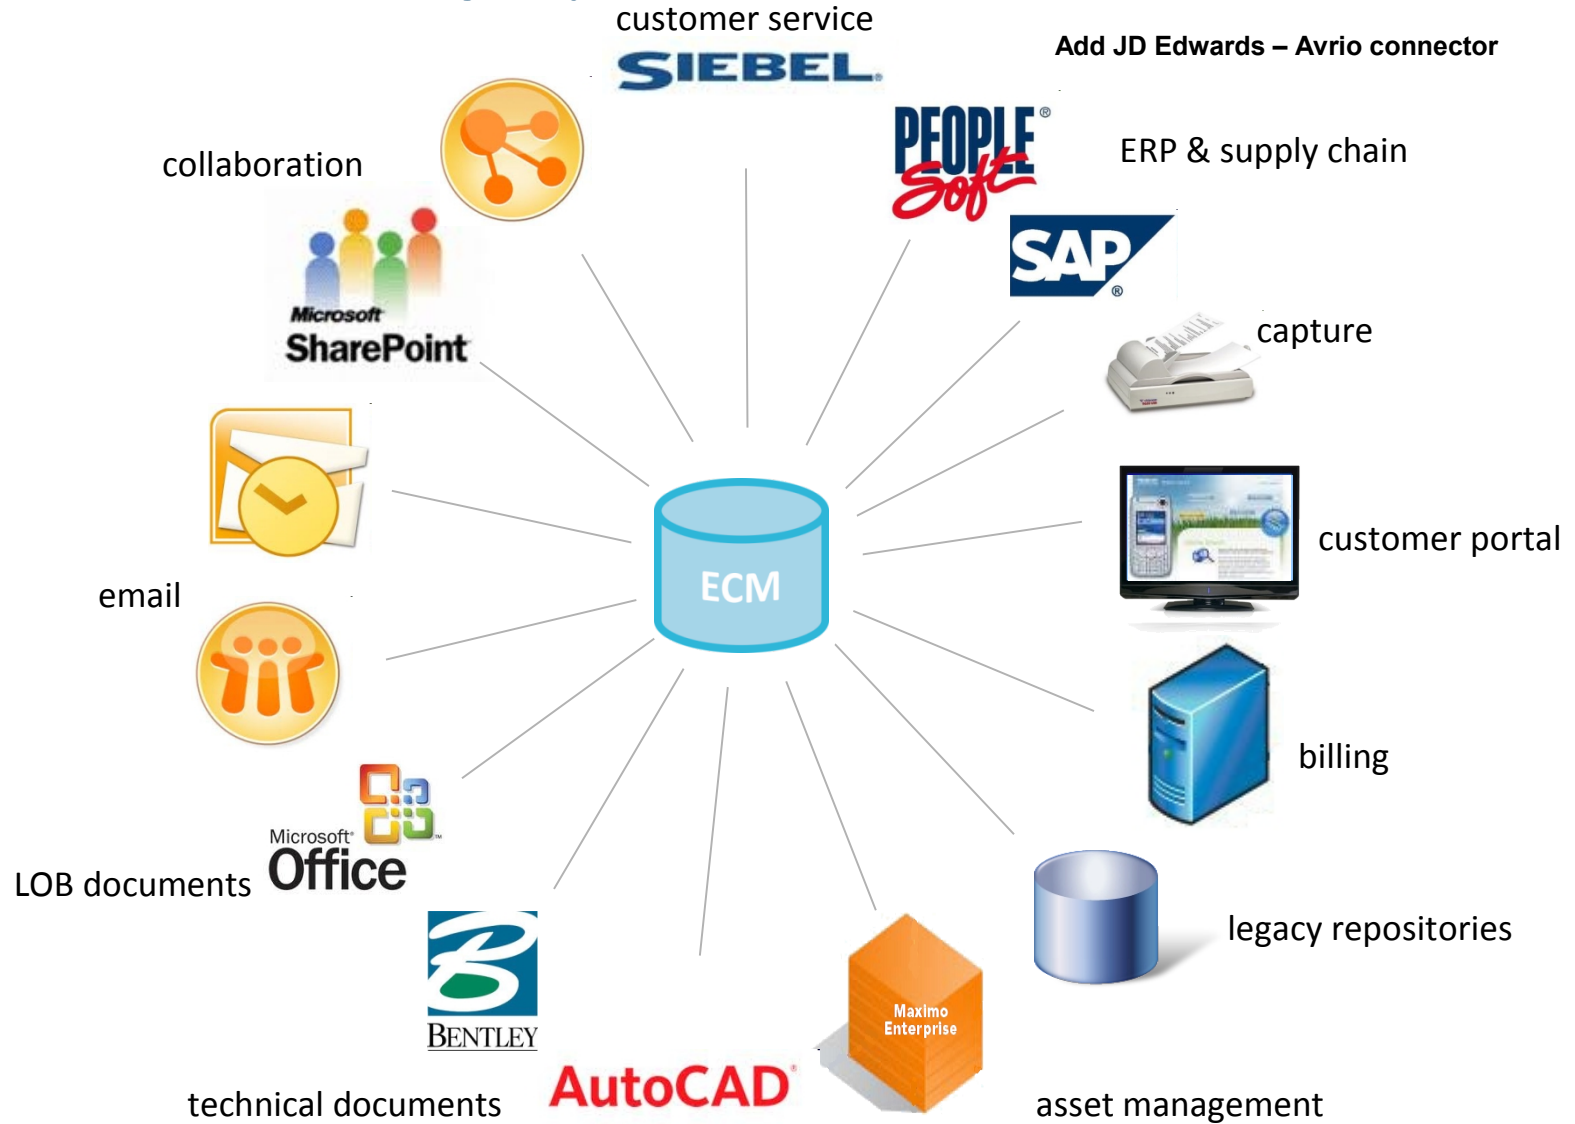 customer service
SIEBEL.
Add JD Edwards – Avrio connector
PEOPLE®
Soft
ERP & supply chain
collaboration
SAP®
Microsoft
SharePoint
capture
customer portal
ECM
email
billing
Microsoft®
Office™
LOB documents
legacy repositories
BENTLEY
Maximo
Enterprise
AutoCAD®
technical documents
asset management